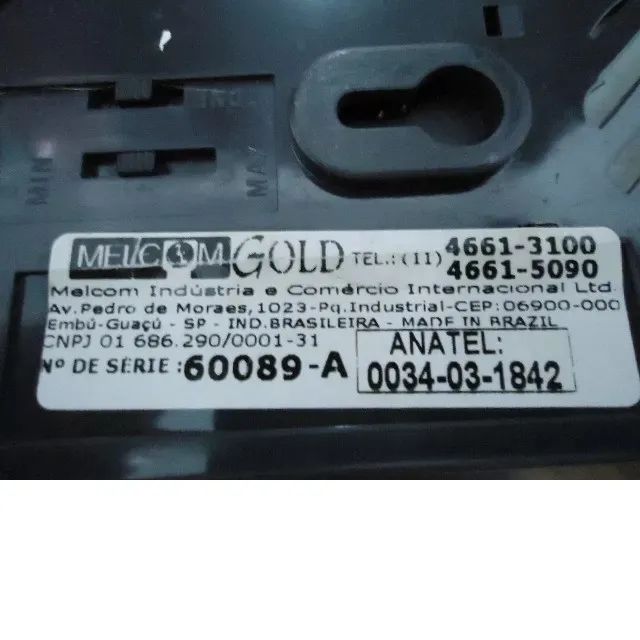 MIN
MAX
MELCOM GOLD TEL.:(11) 4661-3100
4661-5090
Melcom Indústria e Comércio Internacional Ltd
Av.Pedro de Moraes,1023-Pq.Industrial-CEP:06900-000
Embú-Guaçú - SP - IND.BRASILEIRA - MADE IN BRAZIL
CNPJ 01 686.290/0001-31
Nº DE SÉRIE :60089-A
ANATEL:
0034-03-1842